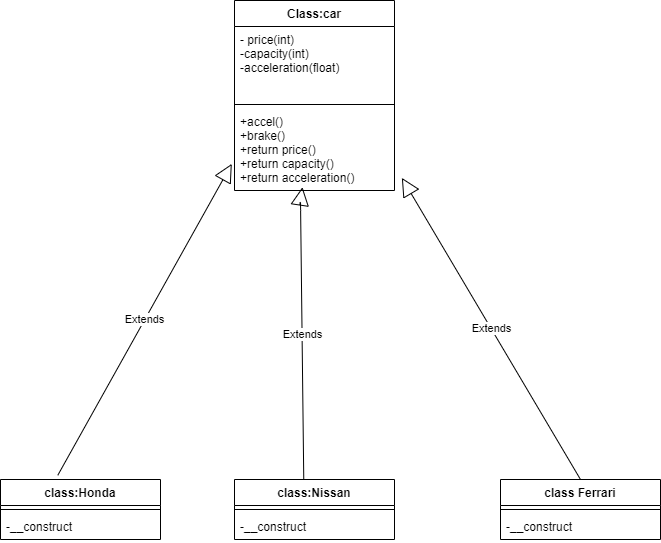 Class:car
- price(int)
-capacity(int)
-acceleration(float)
+accel()
+brake()
+return price()
+return capacity()
+return acceleration()
Extends
Extends
Extends
class:Honda
-__construct
class:Nissan
-__construct
class Ferrari
-__construct